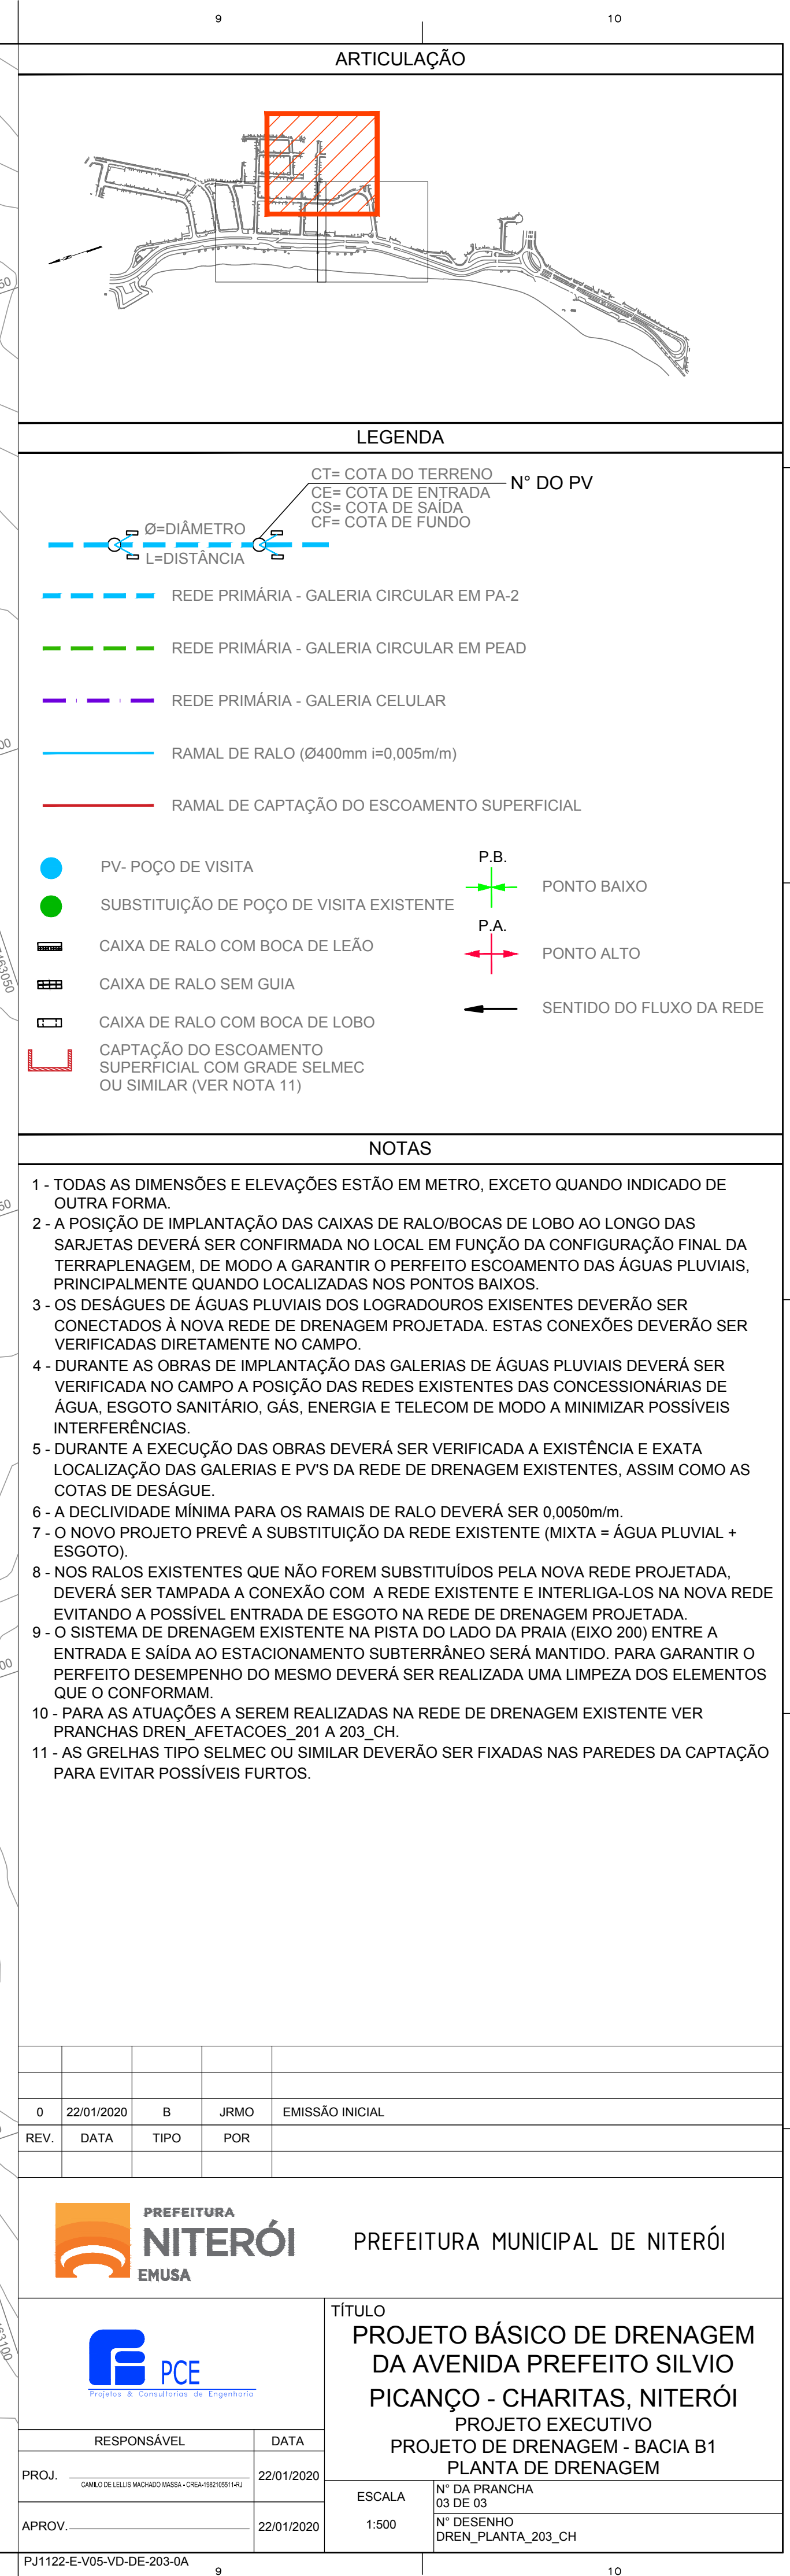 9
10
ARTICULAÇÃO
LEGENDA
CT= COTA DO TERRENO
N° DO PV
CE= COTA DE ENTRADA
CS= COTA DE SAÍDA
CF= COTA DE FUNDO
Ø=DIÂMETRO
L=DISTÂNCIA
REDE PRIMÁRIA - GALERIA CIRCULAR EM PA-2
REDE PRIMÁRIA - GALERIA CIRCULAR EM PEAD
REDE PRIMÁRIA - GALERIA CELULAR
RAMAL DE RALO (Ø400mm i=0,005m/m)
RAMAL DE CAPTAÇÃO DO ESCOAMENTO SUPERFICIAL
PV- POÇO DE VISITA
SUBSTITUIÇÃO DE POÇO DE VISITA EXISTENTE
CAIXA DE RALO COM BOCA DE LEÃO
CAIXA DE RALO SEM GUIA
CAIXA DE RALO COM BOCA DE LOBO
CAPTAÇÃO DO ESCOAMENTO
SUPERFICIAL COM GRADE SELMEC
OU SIMILAR (VER NOTA 11)
P.B.
PONTO BAIXO
P.A.
PONTO ALTO
SENTIDO DO FLUXO DA REDE
NOTAS
1 - TODAS AS DIMENSÕES E ELEVAÇÕES ESTÃO EM METRO, EXCETO QUANDO INDICADO DE
OUTRA FORMA.
2 - A POSIÇÃO DE IMPLANTAÇÃO DAS CAIXAS DE RALO/BOCAS DE LOBO AO LONGO DAS
SARJETAS DEVERÁ SER CONFIRMADA NO LOCAL EM FUNÇÃO DA CONFIGURAÇÃO FINAL DA
TERRAPLENAGEM, DE MODO A GARANTIR O PERFEITO ESCOAMENTO DAS ÁGUAS PLUVIAIS,
PRINCIPALMENTE QUANDO LOCALIZADAS NOS PONTOS BAIXOS.
3 - OS DESÁGUES DE ÁGUAS PLUVIAIS DOS LOGRADOUROS EXISENTES DEVERÃO SER
CONECTADOS À NOVA REDE DE DRENAGEM PROJETADA. ESTAS CONEXÕES DEVERÃO SER
VERIFICADAS DIRETAMENTE NO CAMPO.
4 - DURANTE AS OBRAS DE IMPLANTAÇÃO DAS GALERIAS DE ÁGUAS PLUVIAIS DEVERÁ SER
VERIFICADA NO CAMPO A POSIÇÃO DAS REDES EXISTENTES DAS CONCESSIONÁRIAS DE
ÁGUA, ESGOTO SANITÁRIO, GÁS, ENERGIA E TELECOM DE MODO A MINIMIZAR POSSÍVEIS
INTERFERÊNCIAS.
5 - DURANTE A EXECUÇÃO DAS OBRAS DEVERÁ SER VERIFICADA A EXISTÊNCIA E EXATA
LOCALIZAÇÃO DAS GALERIAS E PV'S DA REDE DE DRENAGEM EXISTENTES, ASSIM COMO AS
COTAS DE DESÁGUE.
6 - A DECLIVIDADE MÍNIMA PARA OS RAMAIS DE RALO DEVERÁ SER 0,0050m/m.
7 - O NOVO PROJETO PREVÊ A SUBSTITUIÇÃO DA REDE EXISTENTE (MIXTA = ÁGUA PLUVIAL +
ESGOTO).
8 - NOS RALOS EXISTENTES QUE NÃO FOREM SUBSTITUÍDOS PELA NOVA REDE PROJETADA,
DEVERÁ SER TAMPADA A CONEXÃO COM A REDE EXISTENTE E INTERLIGA-LOS NA NOVA REDE
EVITANDO A POSSÍVEL ENTRADA DE ESGOTO NA REDE DE DRENAGEM PROJETADA.
9 - O SISTEMA DE DRENAGEM EXISTENTE NA PISTA DO LADO DA PRAIA (EIXO 200) ENTRE A
ENTRADA E SAÍDA AO ESTACIONAMENTO SUBTERRÂNEO SERÁ MANTIDO. PARA GARANTIR O
PERFEITO DESEMPENHO DO MESMO DEVERÁ SER REALIZADA UMA LIMPEZA DOS ELEMENTOS
QUE O CONFORMAM.
10 - PARA AS ATUAÇÕES A SEREM REALIZADAS NA REDE DE DRENAGEM EXISTENTE VER
PRANCHAS DREN_AFETACOES_201 A 203_CH.
11 - AS GRELHAS TIPO SELMEC OU SIMILAR DEVERÃO SER FIXADAS NAS PAREDES DA CAPTAÇÃO
PARA EVITAR POSSÍVEIS FURTOS.
0 22/01/2020 B JRMO EMISSÃO INICIAL
REV. DATA TIPO POR
PREFEITURA
NITERÓI
EMUSA
PREFEITURA MUNICIPAL DE NITERÓI
PCE
Projetos & Consultorias de Engenharia
TÍTULO
PROJETO BÁSICO DE DRENAGEM
DA AVENIDA PREFEITO SILVIO
PICANÇO - CHARITAS, NITERÓI
PROJETO EXECUTIVO
PROJETO DE DRENAGEM - BACIA B1
PLANTA DE DRENAGEM
RESPONSÁVEL DATA
PROJ. 22/01/2020
CAMILO DE LELLIS MACHADO MASSA - CREA-1982105511-RJ
APROV. 22/01/2020
ESCALA
1:500
N° DA PRANCHA
03 DE 03
N° DESENHO
DREN_PLANTA_203_CH
PJ1122-E-V05-VD-DE-203-0A
9
10